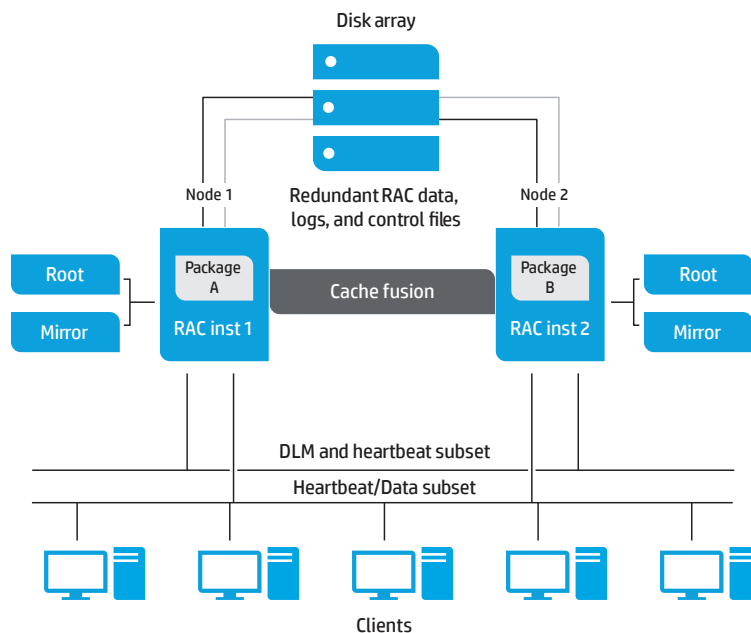 Disk array
Node 1
Redundant RAC data,
logs, and control files
Node 2
Root
Mirror
Package
A
RAC inst 1
Cache fusion
Package
B
RAC inst 2
Root
Mirror
DLM and heartbeat subset
Heartbeat/Data subset
Clients